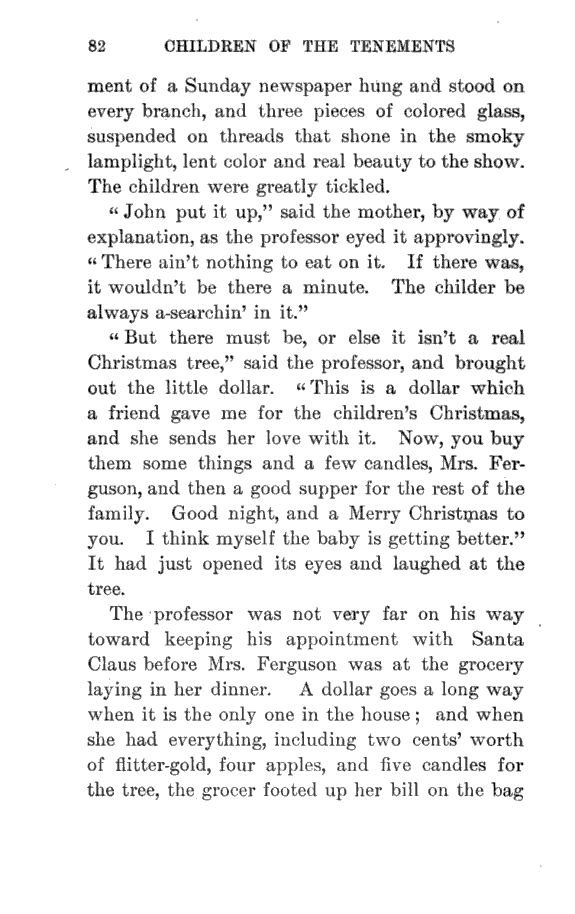 82 CHILDREN OF THE TENEMENTS
ment of a Sunday newspaper hung and stood on
every branch, and three pieces of colored glass,
suspended on threads that shone in the smoky
lamplight, lent color and real beauty to the show.
The children were greatly tickled.
“John put it up,” said the mother, by way of
explanation, as the professor eyed it approvingly.
“There ain’t nothing to eat on it. If there was,
it wouldn’t be there a minute. The childer be
always a-searchin’ in it.”
“But there must be, or else it isn’t a real
Christmas tree,” said the professor, and brought
out the little dollar. “This is a dollar which
a friend gave me for the children’s Christmas,
and she sends her love with it. Now, you buy
them some things and a few candles, Mrs. Fer-
guson, and then a good supper for the rest of the
family. Good night, and a Merry Christmas to
you. I think myself the baby is getting better.”
It had just opened its eyes and laughed at the
tree.
The professor was not very far on his way
toward keeping his appointment with Santa
Claus before Mrs. Ferguson was at the grocery
laying in her dinner. A dollar goes a long way
when it is the only one in the house; and when
she had everything, including two cents’ worth
of flitter-gold, four apples, and five candles for
the tree, the grocer footed up her bill on the bag